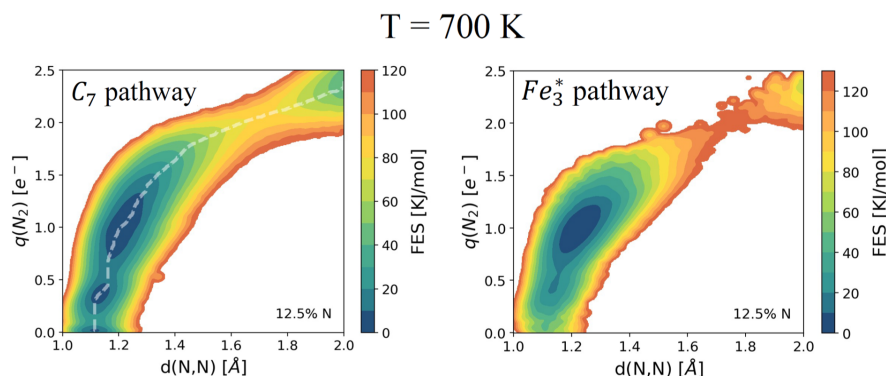 T = 700 K
C₇ pathway
2.5
2.0
1.5
1.0
0.5
0.0
q(N₂) [e⁻]
12.5% N
1.0 1.2 1.4 1.6 1.8 2.0
d(N,N) [Å]
120
100
80
60
40
20
0
FES [KJ/mol]
Fe₃* pathway
2.5
2.0
1.5
1.0
0.5
0.0
q(N₂) [e⁻]
12.5% N
1.0 1.2 1.4 1.6 1.8 2.0
d(N,N) [Å]
120
100
80
60
40
20
0
FES [KJ/mol]